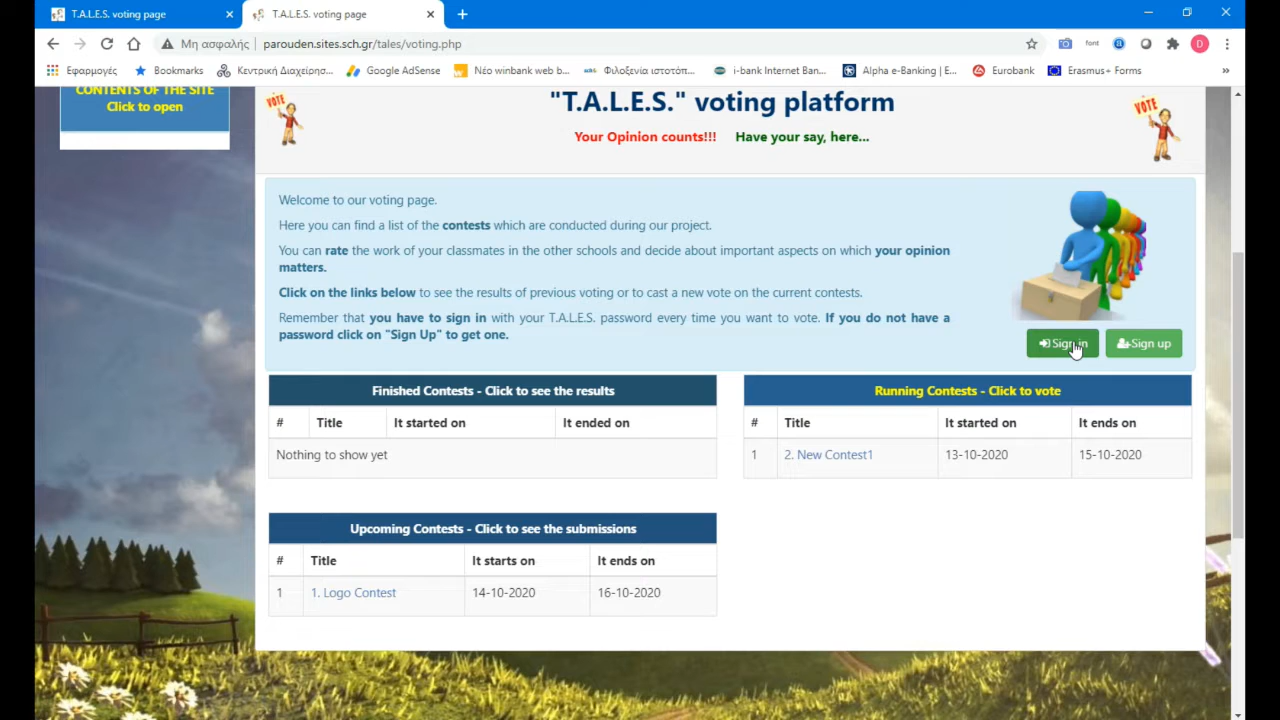 T.A.L.E.S. voting page
T.A.L.E.S. voting page
Μη ασφαλής parouden.sites.sch.gr/tales/voting.php
font
D
Εφαρμογές Bookmarks Κεντρική Διαχείρισ... Google AdSense Νέο winbank web b... Φιλοξενία ιστοτόπ... i-bank Internet Ban... Alpha e-Banking | E... Eurobank Erasmus+ Forms »
CONTENTS OF THE SITE
Click to open
VOTE
"T.A.L.E.S." voting platform
VOTE
Your Opinion counts!!! Have your say, here...
Welcome to our voting page.
Here you can find a list of the contests which are conducted during our project.
You can rate the work of your classmates in the other schools and decide about important aspects on which your opinion
matters.
Click on the links below to see the results of previous voting or to cast a new vote on the current contests.
Remember that you have to sign in with your T.A.L.E.S. password every time you want to vote. If you do not have a
password click on "Sign Up" to get one.
Sign in Sign up
Finished Contests - Click to see the results
# Title It started on It ended on
Nothing to show yet
Running Contests - Click to vote
# Title It started on It ends on
1 2. New Contest1 13-10-2020 15-10-2020
Upcoming Contests - Click to see the submissions
# Title It starts on It ends on
1 1. Logo Contest 14-10-2020 16-10-2020